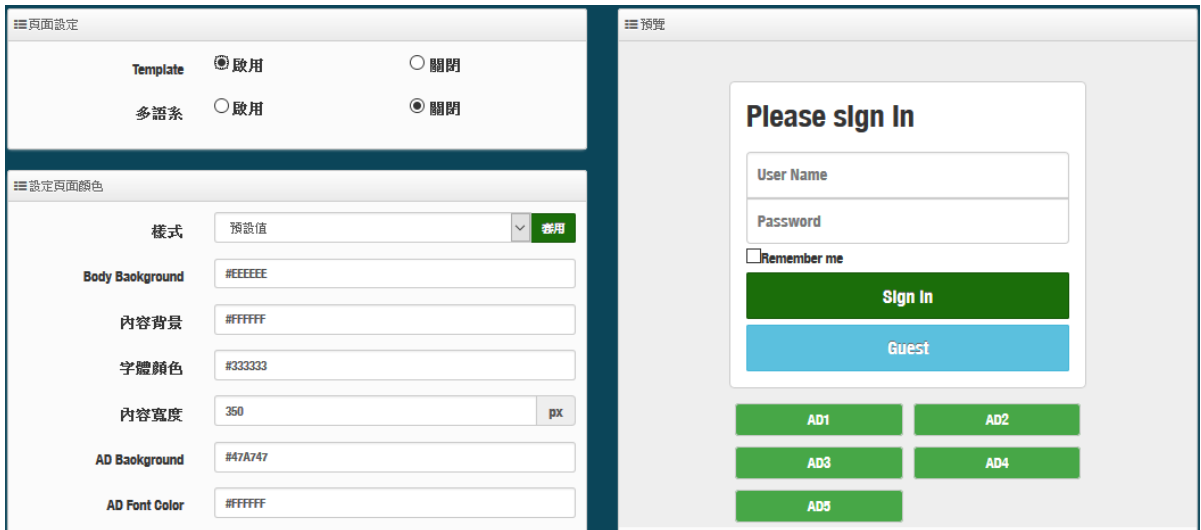 頁面設定
Template 啟用 關閉
多語系 啟用 關閉
設定頁面顏色
樣式 預設值 套用
Body Background #EEEEEE
內容背景 #FFFFFF
字體顏色 #333333
內容寬度 350 px
AD Background #47A747
AD Font Color #FFFFFF
預覽
Please sign in
User Name
Password
Remember me
Sign in
Guest
AD1 AD2
AD3 AD4
AD5